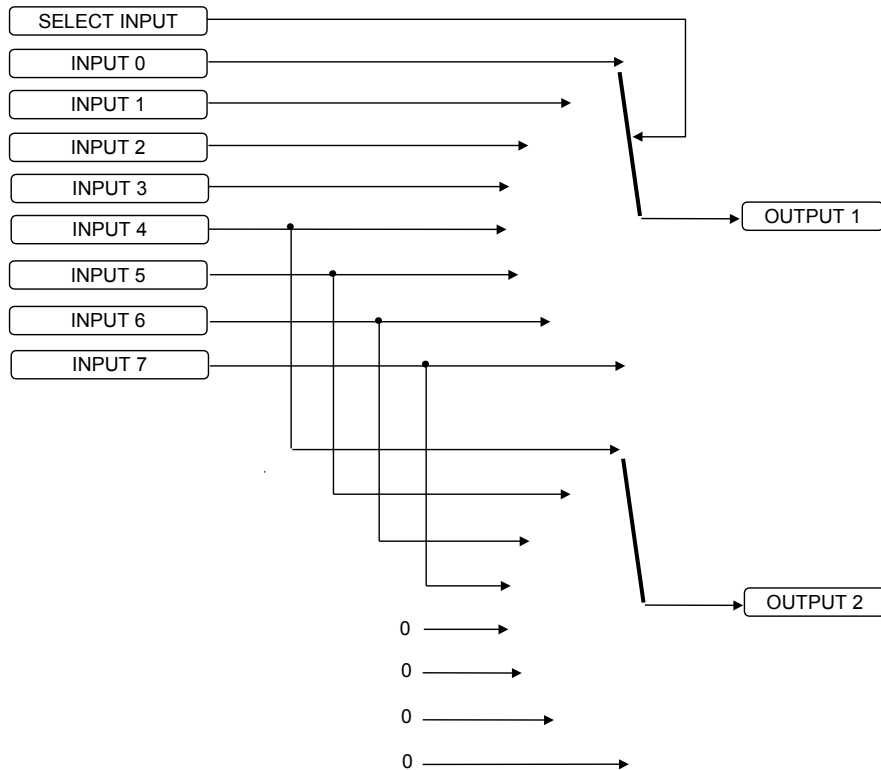 SELECT INPUT
INPUT 0
INPUT 1
INPUT 2
INPUT 3
INPUT 4
INPUT 5
INPUT 6
INPUT 7
OUTPUT 1
OUTPUT 2
0
0
0
0